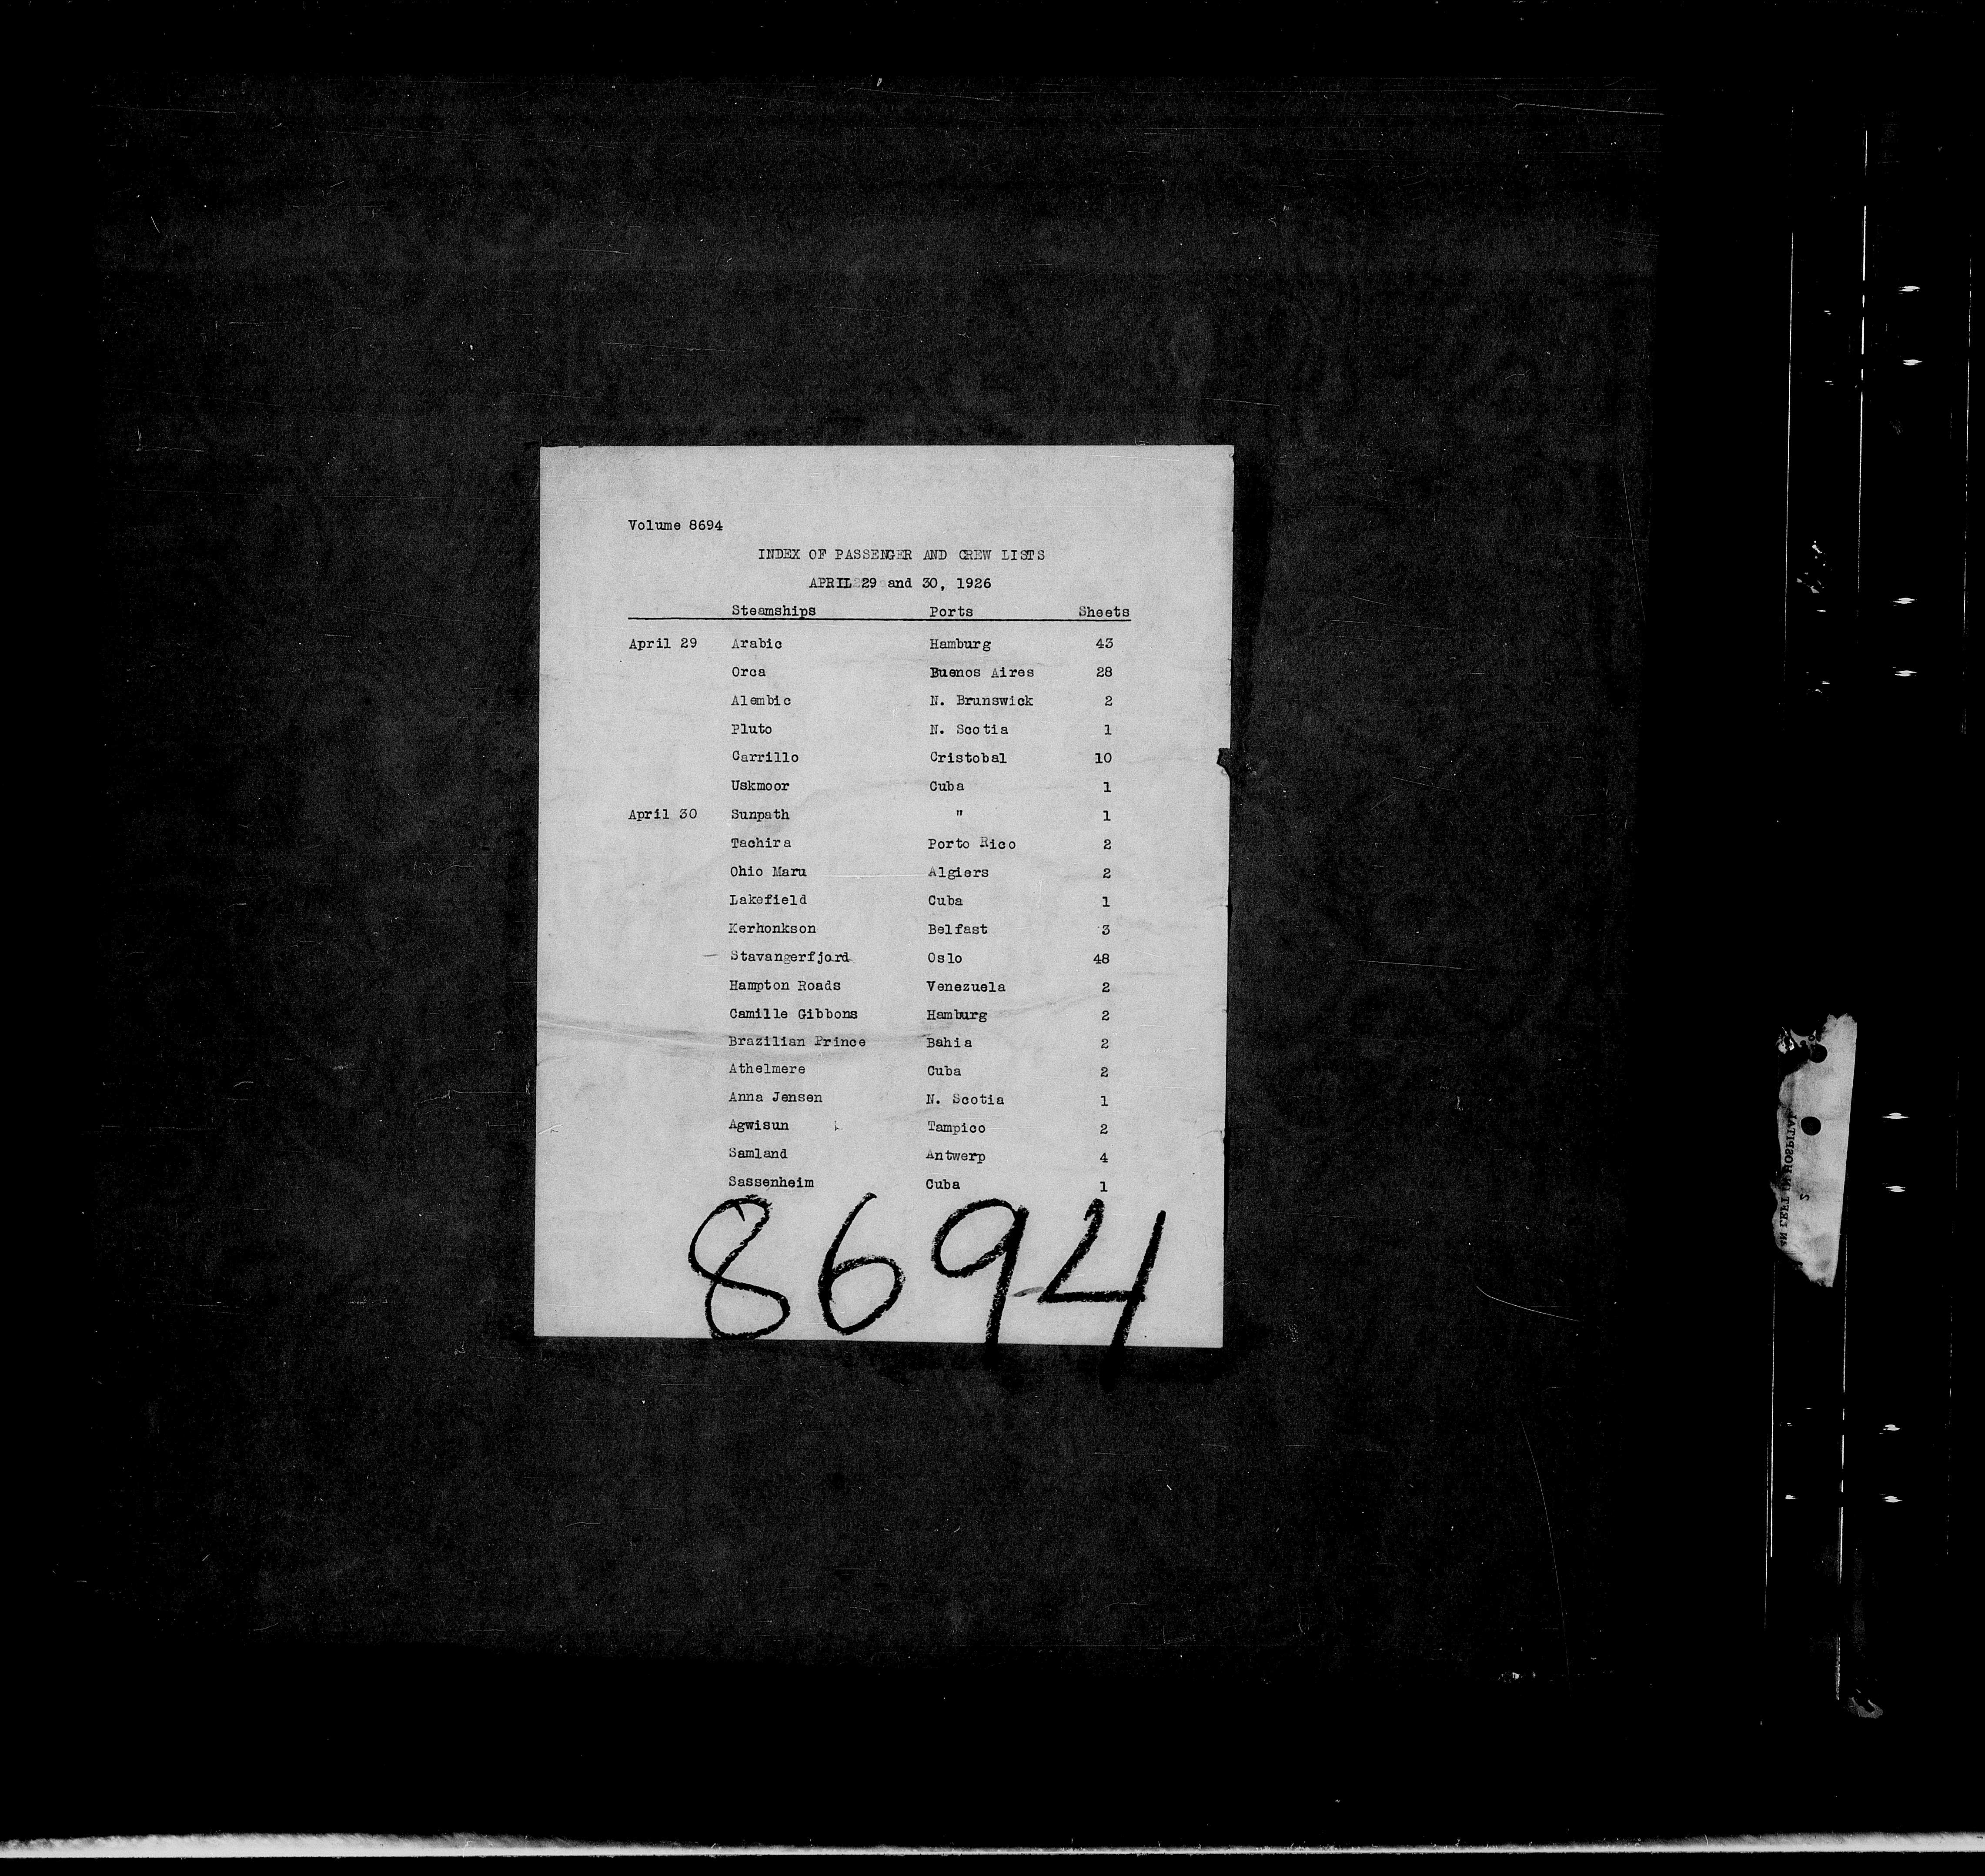 Volume 8694
INDEX OF PASSENGER AND CREW LISTS
APRIL 29 and 30, 1926
Steamships Ports Sheets
April 29 Arabic Hamburg 43
Orca Buenos Aires 28
Alembic N. Brunswick 2
Pluto N. Scotia 1
Carrillo Cristobal 10
Uskmoor Cuba 1
April 30 Sunpath " 1
Tachira Porto Rico 2
Ohio Maru Algiers 2
Lakefield Cuba 1
Kerhonkson Belfast 3
Stavangerfjord Oslo 48
Hampton Roads Venezuela 2
Camille Gibbons Hamburg 2
Brazilian Prince Bahia 2
Athelmere Cuba 2
Anna Jensen N. Scotia 1
Agwisun Tampico 2
Samland Antwerp 4
Sassenheim Cuba 1
8694
HOSPITAL